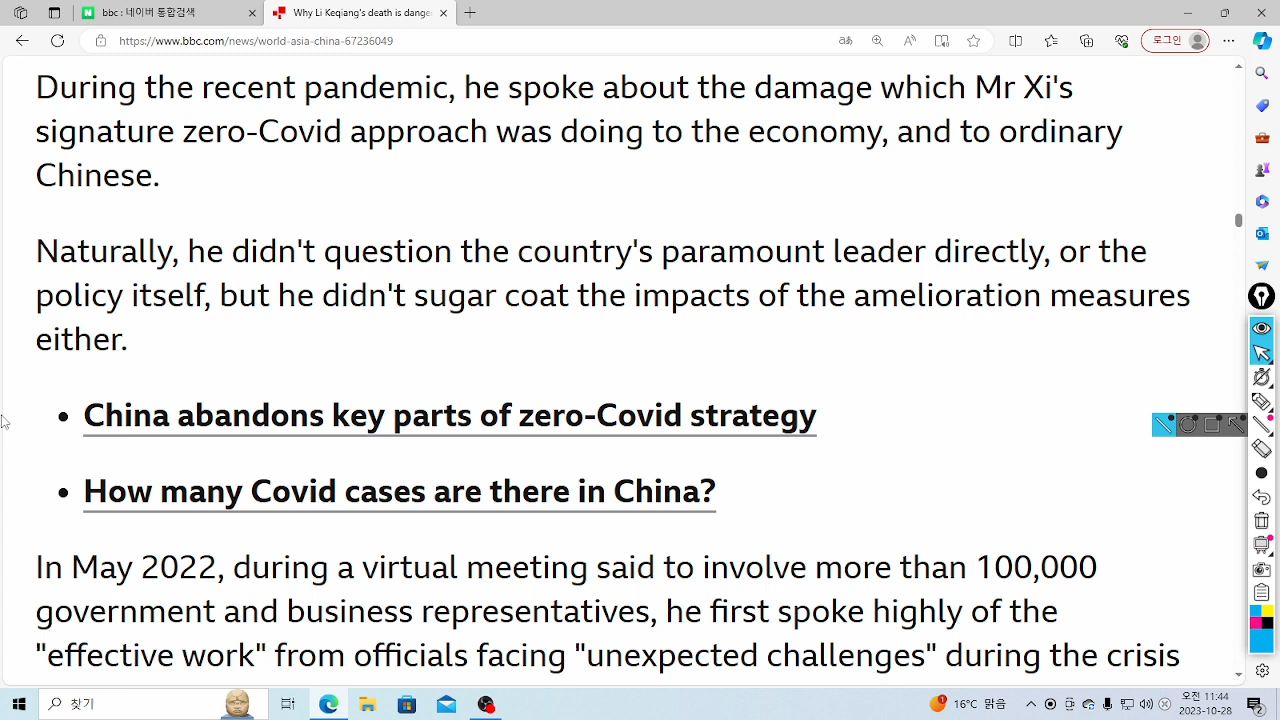 bbc : 네이버 통합검색
Why Li Keqiang's death is dange
https://www.bbc.com/news/world-asia-china-67236049
로그인
During the recent pandemic, he spoke about the damage which Mr Xi's
signature zero-Covid approach was doing to the economy, and to ordinary
Chinese.
Naturally, he didn't question the country's paramount leader directly, or the
policy itself, but he didn't sugar coat the impacts of the amelioration measures
either.
China abandons key parts of zero-Covid strategy
How many Covid cases are there in China?
In May 2022, during a virtual meeting said to involve more than 100,000
government and business representatives, he first spoke highly of the
"effective work" from officials facing "unexpected challenges" during the crisis
찾기
16°C 맑음
오전 11:44
2023-10-28